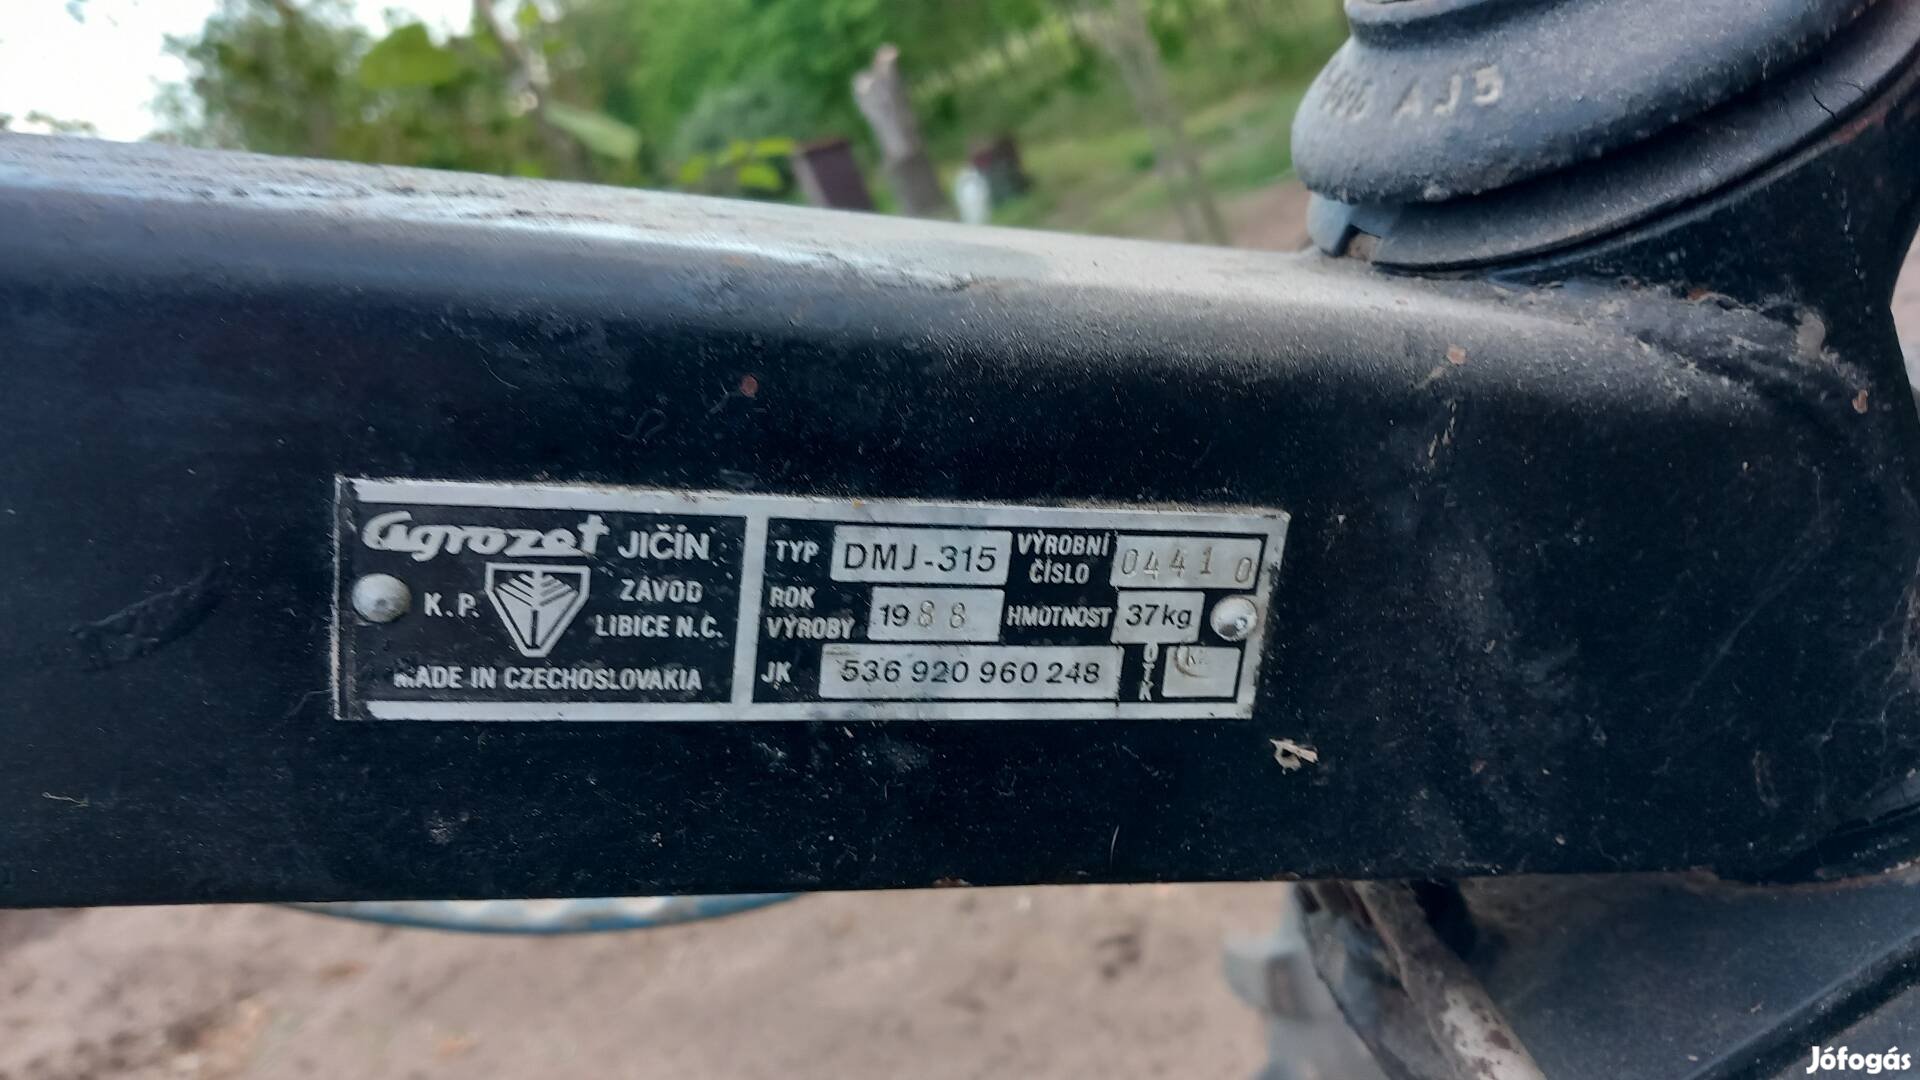 AJ5
Agrozet JIČÍN
K.P. ZÁVOD
LIBICE N.C.
MADE IN CZECHOSLOVAKIA
TYP DMJ-315 VÝROBNÍ ČÍSLO 04410
ROK VÝROBY 1988 HMOTNOST 37kg
JK 536 920 960 248 OTK
Jófogás